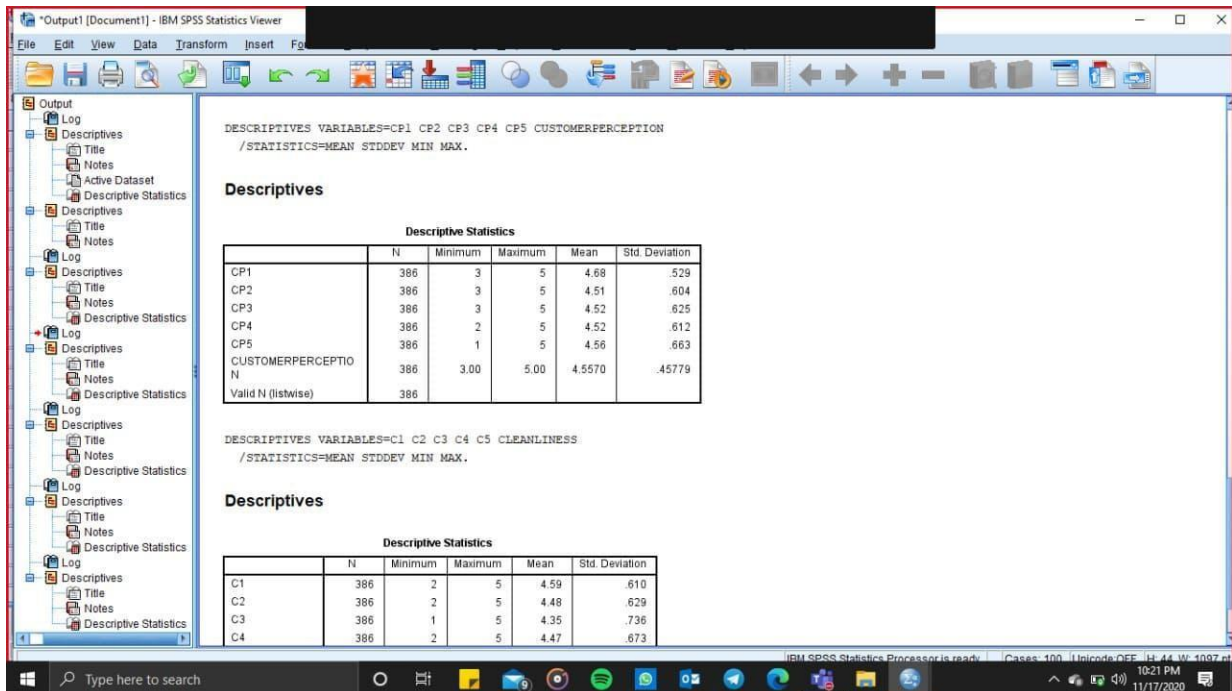 *Output1 [Document1] - IBM SPSS Statistics Viewer
File Edit View Data Transform Insert
Output
Log
Descriptives
Title
Notes
Active Dataset
Descriptive Statistics
Descriptives
Title
Notes
Log
Descriptives
Title
Notes
Descriptive Statistics
Log
Descriptives
Title
Notes
Descriptive Statistics
Log
Descriptives
Title
Notes
Descriptive Statistics
Log
Descriptives
Title
Notes
Descriptive Statistics
Log
Descriptives
Title
Notes
Descriptive Statistics
DESCRIPTIVES VARIABLES=CP1 CP2 CP3 CP4 CP5 CUSTOMERPERCEPTION
/STATISTICS=MEAN STDDEV MIN MAX.
Descriptives
Descriptive Statistics
N Minimum Maximum Mean Std. Deviation
CP1 386 3 5 4.68 .529
CP2 386 3 5 4.51 .604
CP3 386 3 5 4.52 .625
CP4 386 2 5 4.52 .612
CP5 386 1 5 4.56 .663
CUSTOMERPERCEPTIO
N 386 3.00 5.00 4.5570 .45779
Valid N (listwise) 386
DESCRIPTIVES VARIABLES=C1 C2 C3 C4 C5 CLEANLINESS
/STATISTICS=MEAN STDDEV MIN MAX.
Descriptives
Descriptive Statistics
N Minimum Maximum Mean Std. Deviation
C1 386 2 5 4.59 .610
C2 386 2 5 4.48 .629
C3 386 1 5 4.35 .736
C4 386 2 5 4.47 .673
IBM SPSS Statistics Processor is ready Cases: 100 Unicode:OFF H: 44, W: 1097 pt
Type here to search
10:21 PM
11/17/2020